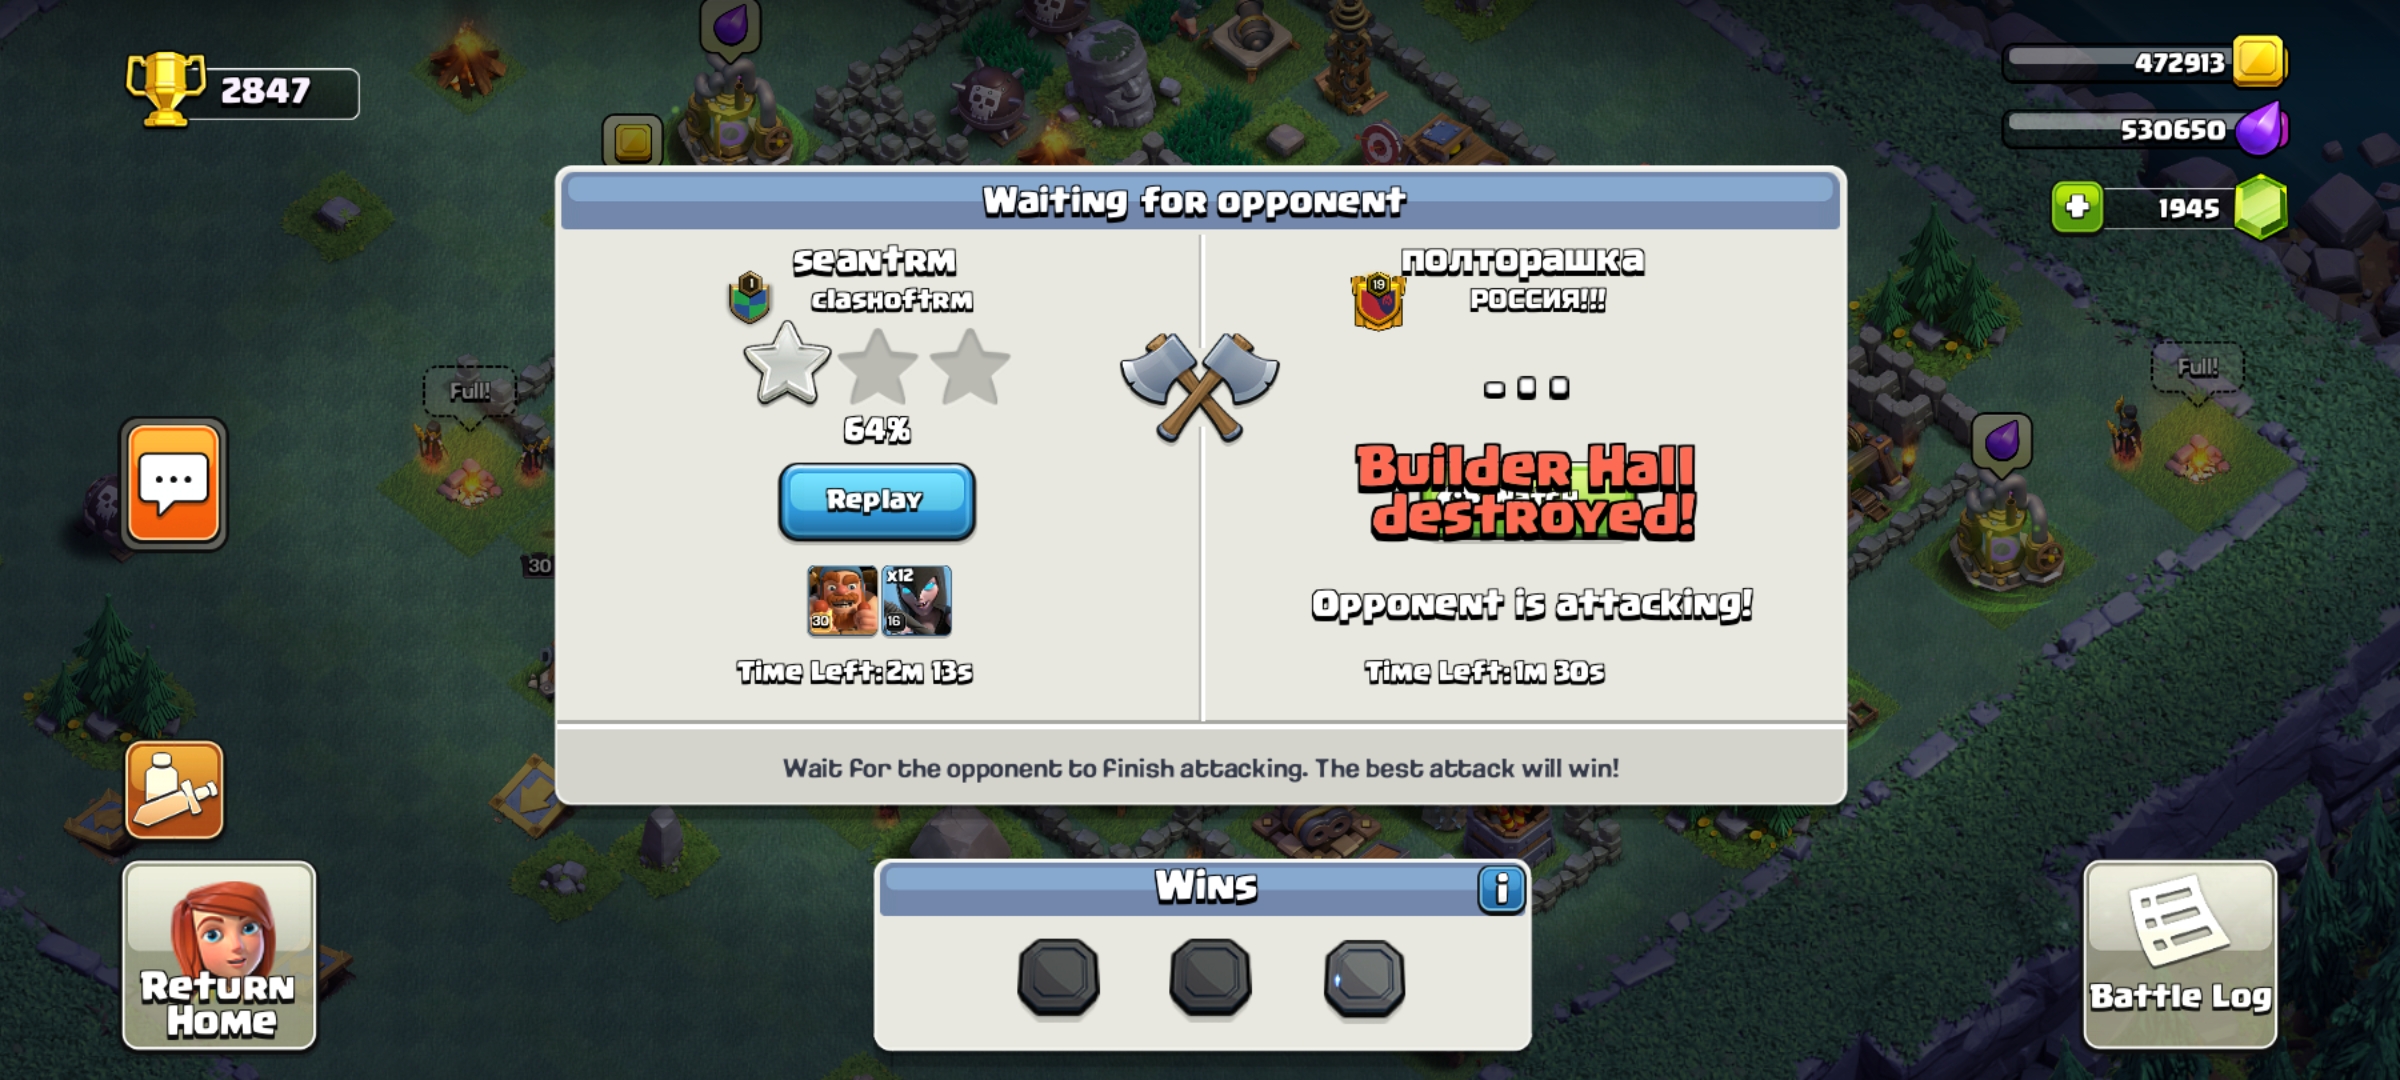 2847
472913
530650
1945
Waiting for opponent
seantrm
1
clashoftrm
64%
Replay
30
x12
16
Time Left:2m 13s
полторашка
19
РОССИЯ!!!
Builder Hall
destroyed!
Opponent is attacking!
Time Left:1m 30s
Wait for the opponent to finish attacking. The best attack will win!
Full!
Full!
30
Wins
i
Return
Home
Battle Log